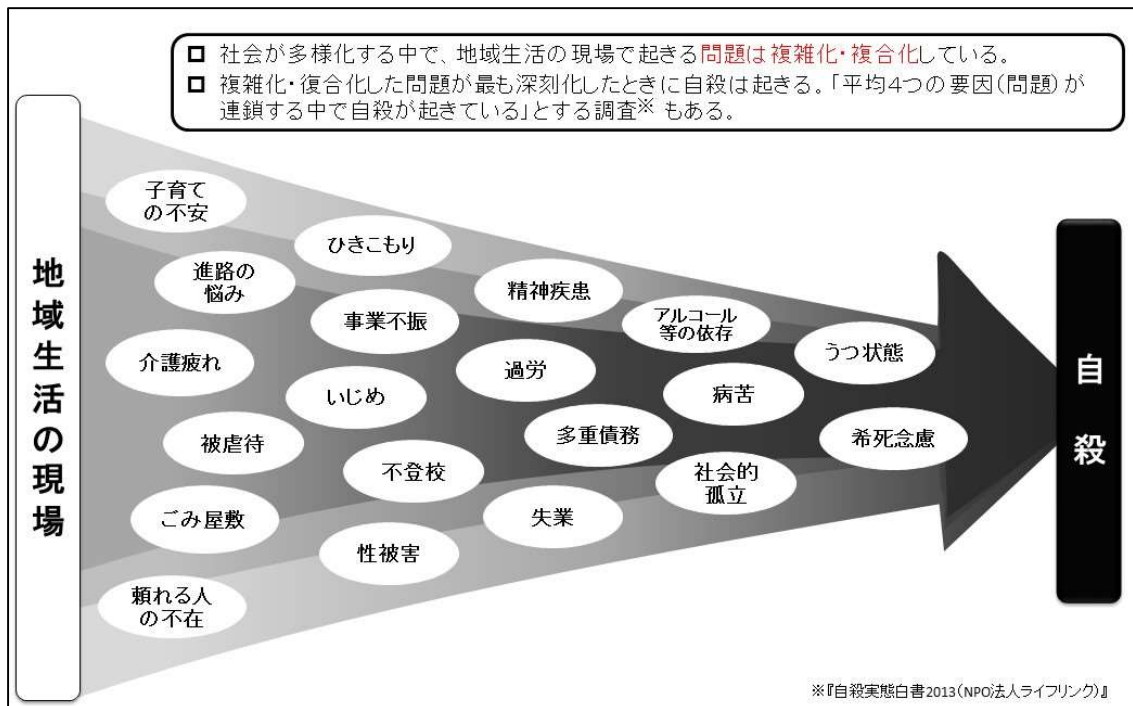 □ 社会が多様化する中で、地域生活の現場で起きる問題は複雑化・複合化している。
□ 複雑化・復合化した問題が最も深刻化したときに自殺は起きる。「平均4つの要因(問題)が
連鎖する中で自殺が起きている」とする調査※ もある。
地域生活の現場
子育て
の不安
進路の
悩み
介護疲れ
被虐待
ごみ屋敷
頼れる人
の不在
ひきこもり
事業不振
いじめ
不登校
性被害
精神疾患
過労
多重債務
失業
アルコール
等の依存
病苦
社会的
孤立
うつ状態
希死念慮
自殺
※『自殺実態白書2013(NPO法人ライフリンク)』